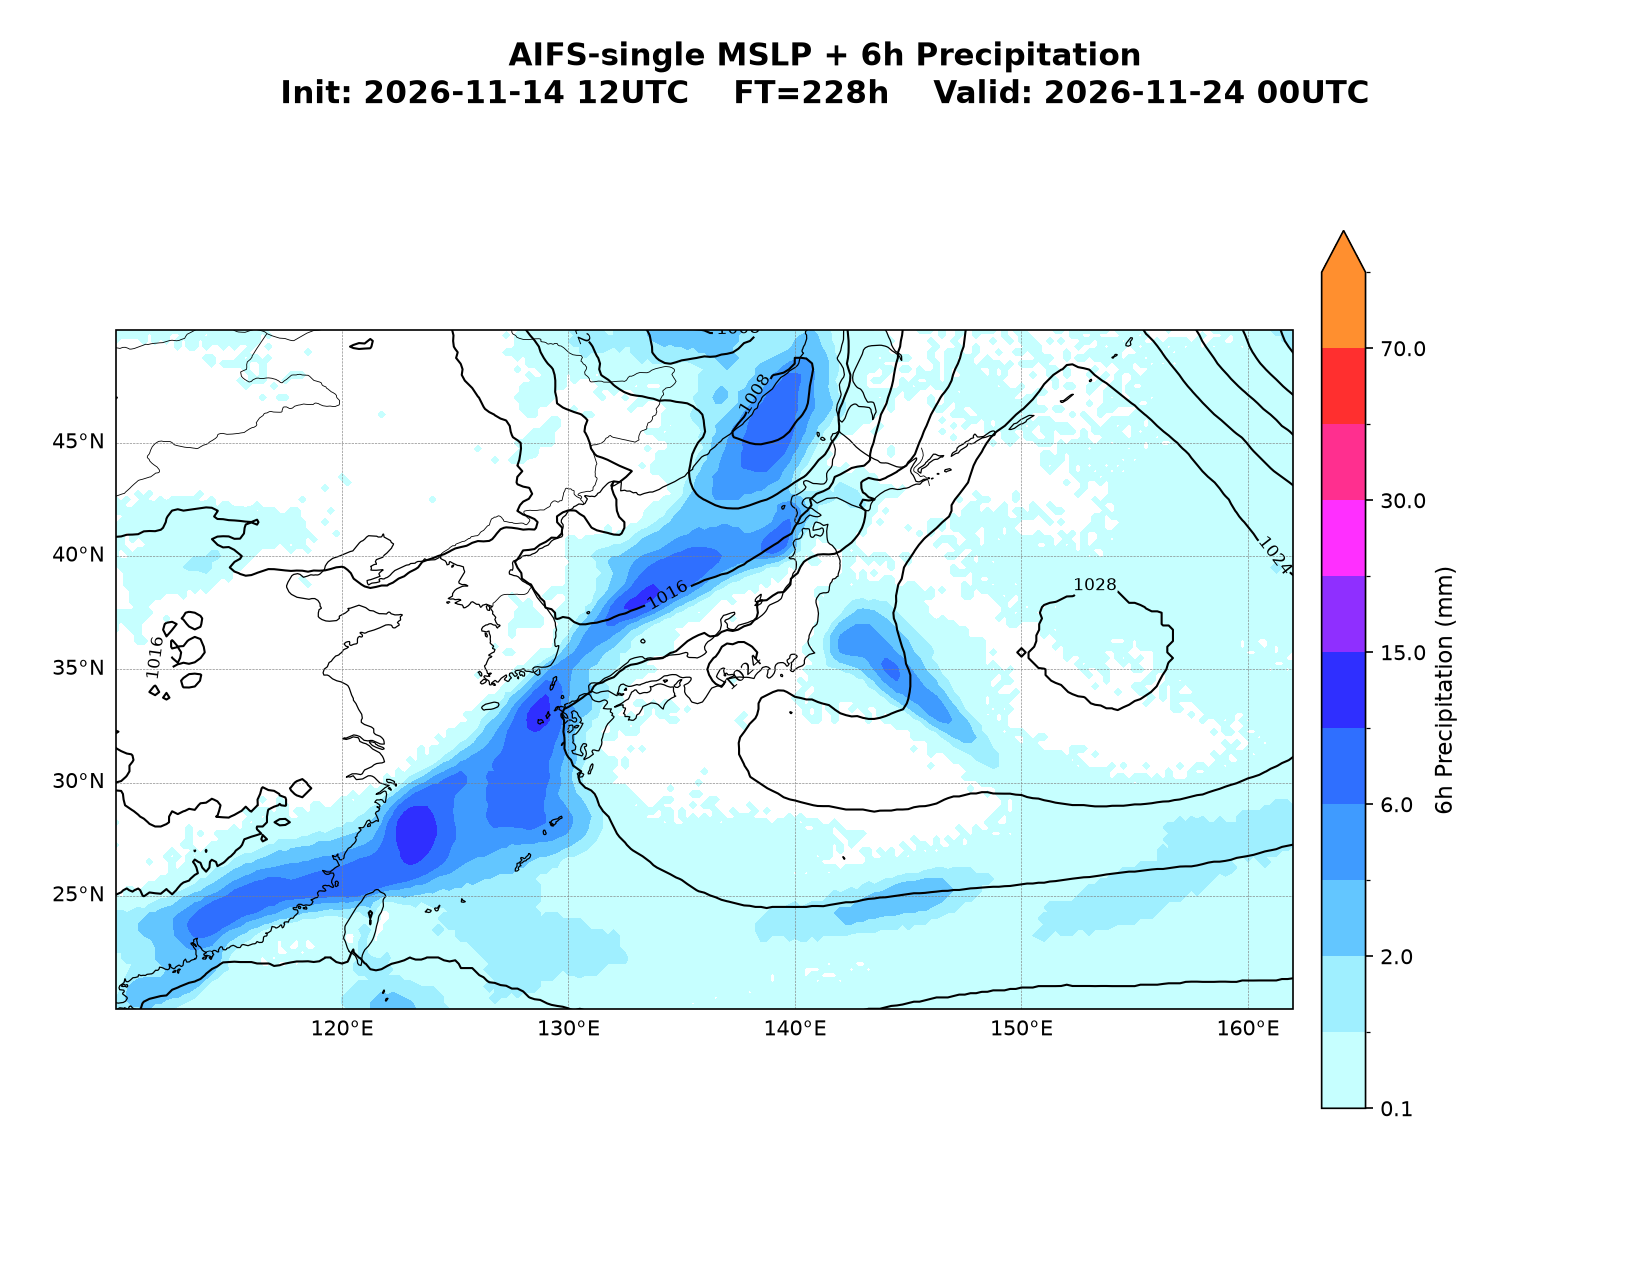 AIFS-single MSLP + 6h Precipitation
Init: 2026-11-14 12UTC    FT=228h    Valid: 2026-11-24 00UTC
70.0
30.0
15.0
6.0
2.0
0.1
6h Precipitation (mm)
45°N
40°N
35°N
30°N
25°N
120°E
130°E
140°E
150°E
160°E
1008
1016
1016
1024
1024
1028